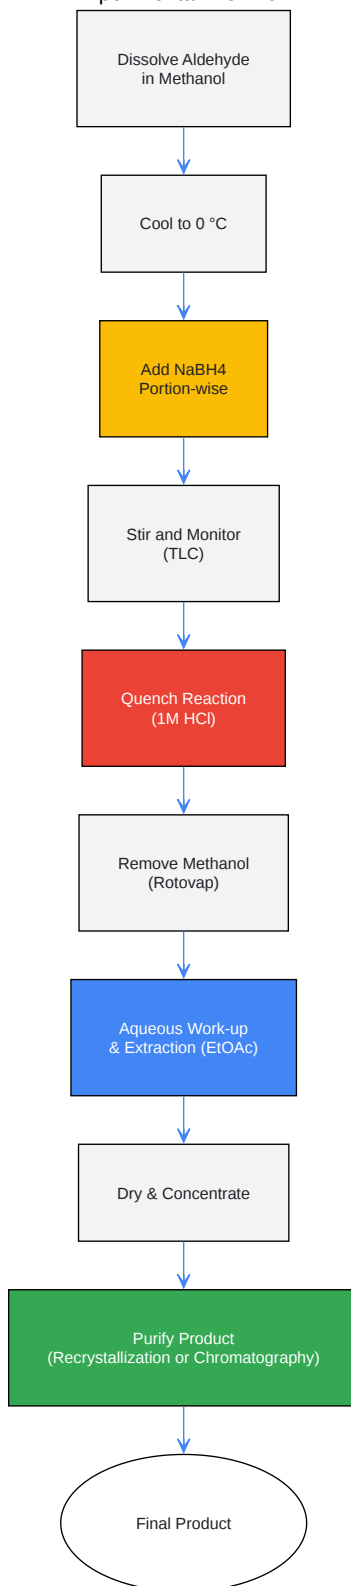 Dissolve Aldehyde
in Methanol
Cool to 0 °C
Add NaBH4
Portion-wise
Stir and Monitor
(TLC)
Quench Reaction
(1M HCl)
Remove Methanol
(Rotovap)
Aqueous Work-up
& Extraction (EtOAc)
Dry & Concentrate
Purify Product
(Recrystallization or Chromatography)
Final Product